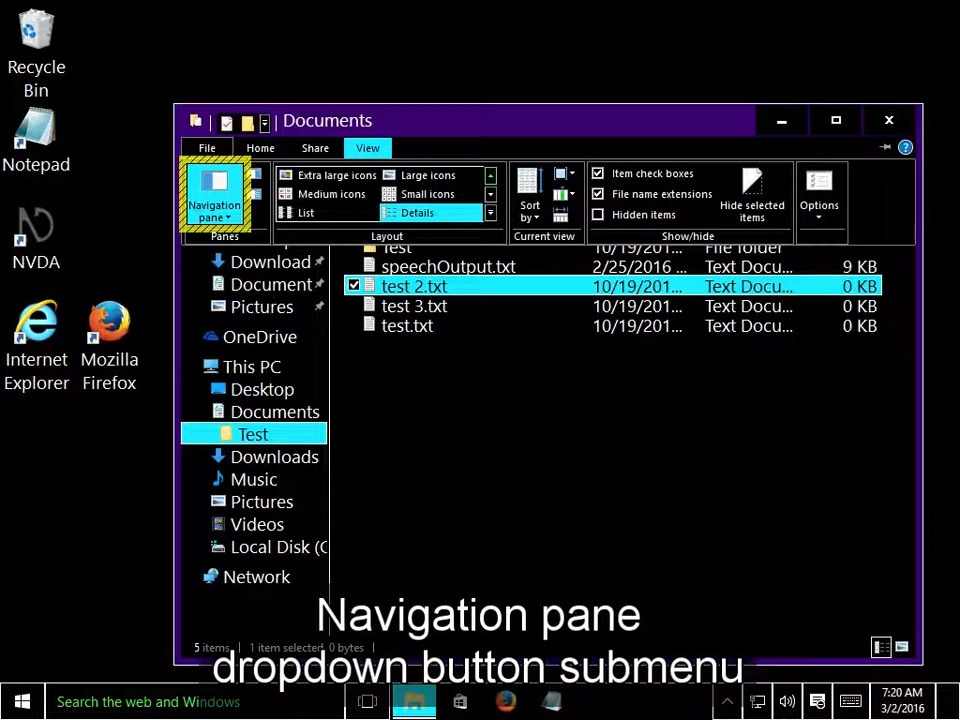 Recycle
Bin
Notepad
NVDA
Internet
Explorer
Mozilla
Firefox
Documents
File Home Share View
Navigation
pane
Panes
Extra large icons Large icons
Medium icons Small icons
List Details
Layout
Sort
by
Current view
Item check boxes
File name extensions
Hidden items
Hide selected
items
Show/hide
Options
Download
Document
Pictures
OneDrive
This PC
Desktop
Documents
Test
Downloads
Music
Pictures
Videos
Local Disk (C
Network
Test 10/19/201... File folder
speechOutput.txt 2/25/2016 ... Text Docu... 9 KB
test 2.txt 10/19/201... Text Docu... 0 KB
test 3.txt 10/19/201... Text Docu... 0 KB
test.txt 10/19/201... Text Docu... 0 KB
5 items 1 item selected, 0 bytes
Navigation pane
dropdown button submenu
Search the web and Windows
7:20 AM
3/2/2016